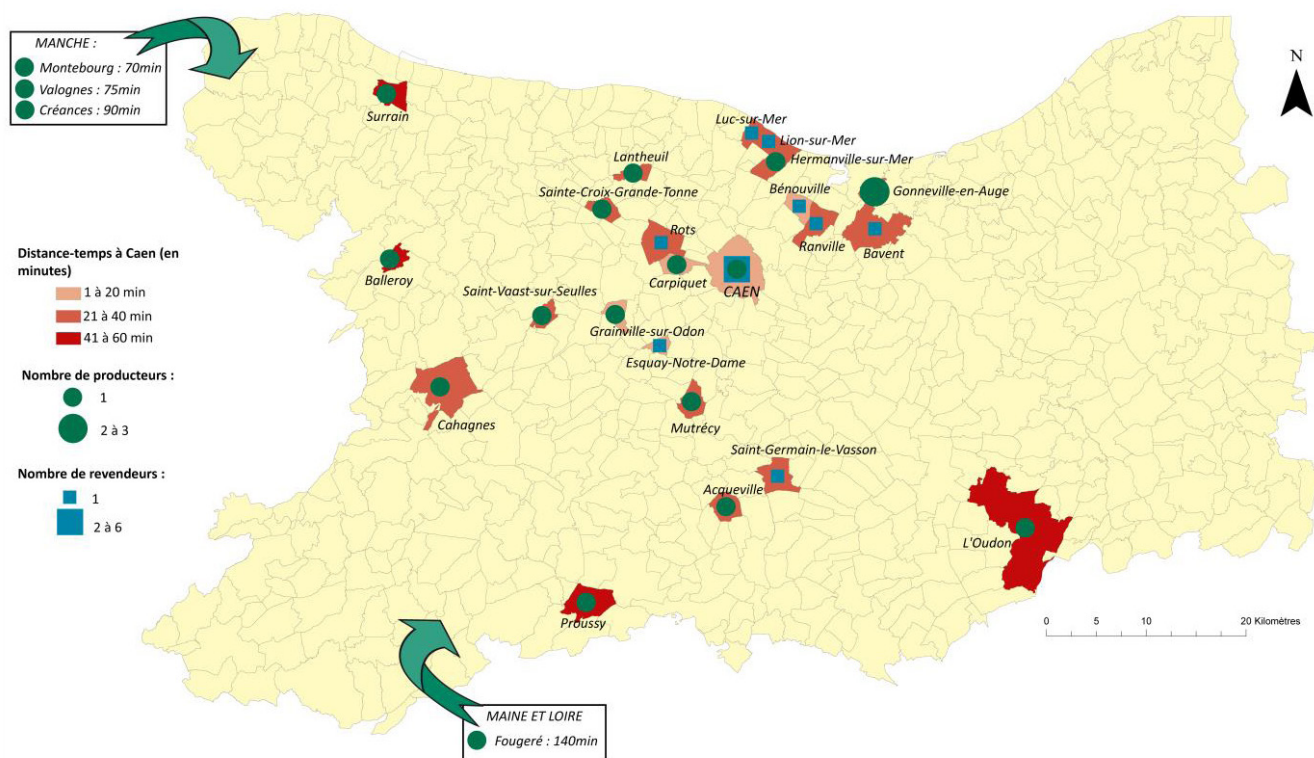 MANCHE :
Montebourg : 70min
Valognes : 75min
Créances : 90min
N
Surrain
Luc-sur-Mer
Lion-sur-Mer
Hermanville-sur-Mer
Lantheuil
Sainte-Croix-Grande-Tonne
Bénouville
Gonneville-en-Auge
Rots
Ranville
Bavent
Distance-temps à Caen (en
minutes)
1 à 20 min
21 à 40 min
41 à 60 min
Balleroy
Carpiquet
CAEN
Saint-Vaast-sur-Seulles
Grainville-sur-Odon
Esquay-Notre-Dame
Nombre de producteurs :
1
2 à 3
Cahagnes
Mutrécy
Saint-Germain-le-Vasson
Nombre de revendeurs :
1
2 à 6
Acqueville
L'Oudon
Proussy
0 5 10 20 Kilomètres
MAINE ET LOIRE
Fougeré : 140min